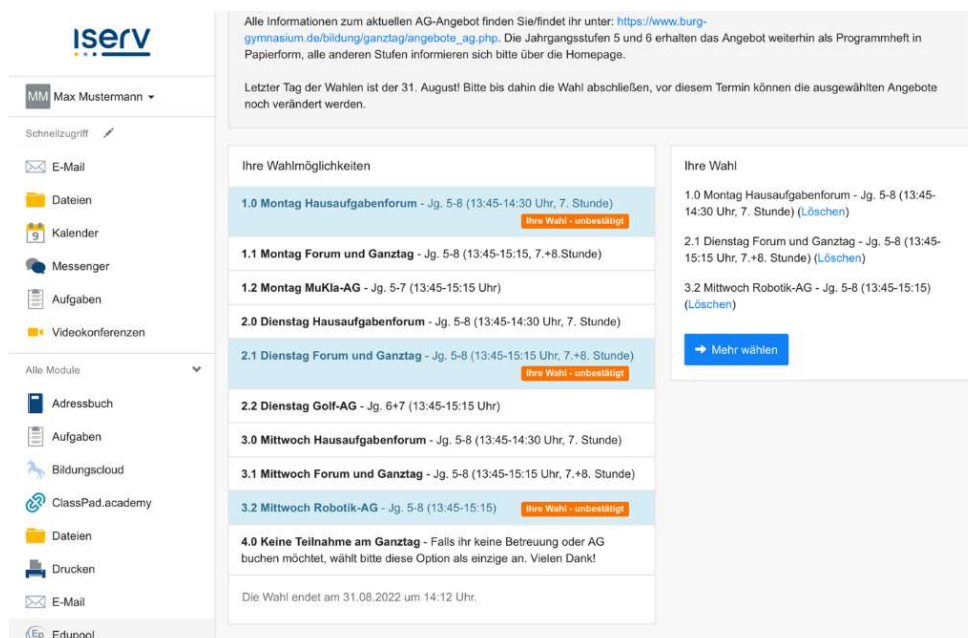 IServ
MM Max Mustermann
Schnellzugriff
E-Mail
Dateien
9 Kalender
Messenger
Aufgaben
Videokonferenzen
Alle Module
Adressbuch
Aufgaben
Bildungscloud
ClassPad.academy
Dateien
Drucken
E-Mail
Ep Edupool
Alle Informationen zum aktuellen AG-Angebot finden Sie/findet ihr unter: https://www.burg-
gymnasium.de/bildung/ganztag/angebote_ag.php. Die Jahrgangsstufen 5 und 6 erhalten das Angebot weiterhin als Programmheft in
Papierform, alle anderen Stufen informieren sich bitte über die Homepage.
Letzter Tag der Wahlen ist der 31. August! Bitte bis dahin die Wahl abschließen, vor diesem Termin können die ausgewählten Angebote
noch verändert werden.
Ihre Wahlmöglichkeiten
1.0 Montag Hausaufgabenforum - Jg. 5-8 (13:45-14:30 Uhr, 7. Stunde)
Ihre Wahl - unbestätigt
1.1 Montag Forum und Ganztag - Jg. 5-8 (13:45-15:15, 7.+8.Stunde)
1.2 Montag MuKla-AG - Jg. 5-7 (13:45-15:15 Uhr)
2.0 Dienstag Hausaufgabenforum - Jg. 5-8 (13:45-14:30 Uhr, 7. Stunde)
2.1 Dienstag Forum und Ganztag - Jg. 5-8 (13:45-15:15 Uhr, 7.+8. Stunde)
Ihre Wahl - unbestätigt
2.2 Dienstag Golf-AG - Jg. 6+7 (13:45-15:15 Uhr)
3.0 Mittwoch Hausaufgabenforum - Jg. 5-8 (13:45-14:30 Uhr, 7. Stunde)
3.1 Mittwoch Forum und Ganztag - Jg. 5-8 (13:45-15:15 Uhr, 7.+8. Stunde)
3.2 Mittwoch Robotik-AG - Jg. 5-8 (13:45-15:15) Ihre Wahl - unbestätigt
4.0 Keine Teilnahme am Ganztag - Falls ihr keine Betreuung oder AG
buchen möchtet, wählt bitte diese Option als einzige an. Vielen Dank!
Die Wahl endet am 31.08.2022 um 14:12 Uhr.
Ihre Wahl
1.0 Montag Hausaufgabenforum - Jg. 5-8 (13:45-
14:30 Uhr, 7. Stunde) (Löschen)
2.1 Dienstag Forum und Ganztag - Jg. 5-8 (13:45-
15:15 Uhr, 7.+8. Stunde) (Löschen)
3.2 Mittwoch Robotik-AG - Jg. 5-8 (13:45-15:15)
(Löschen)
Mehr wählen